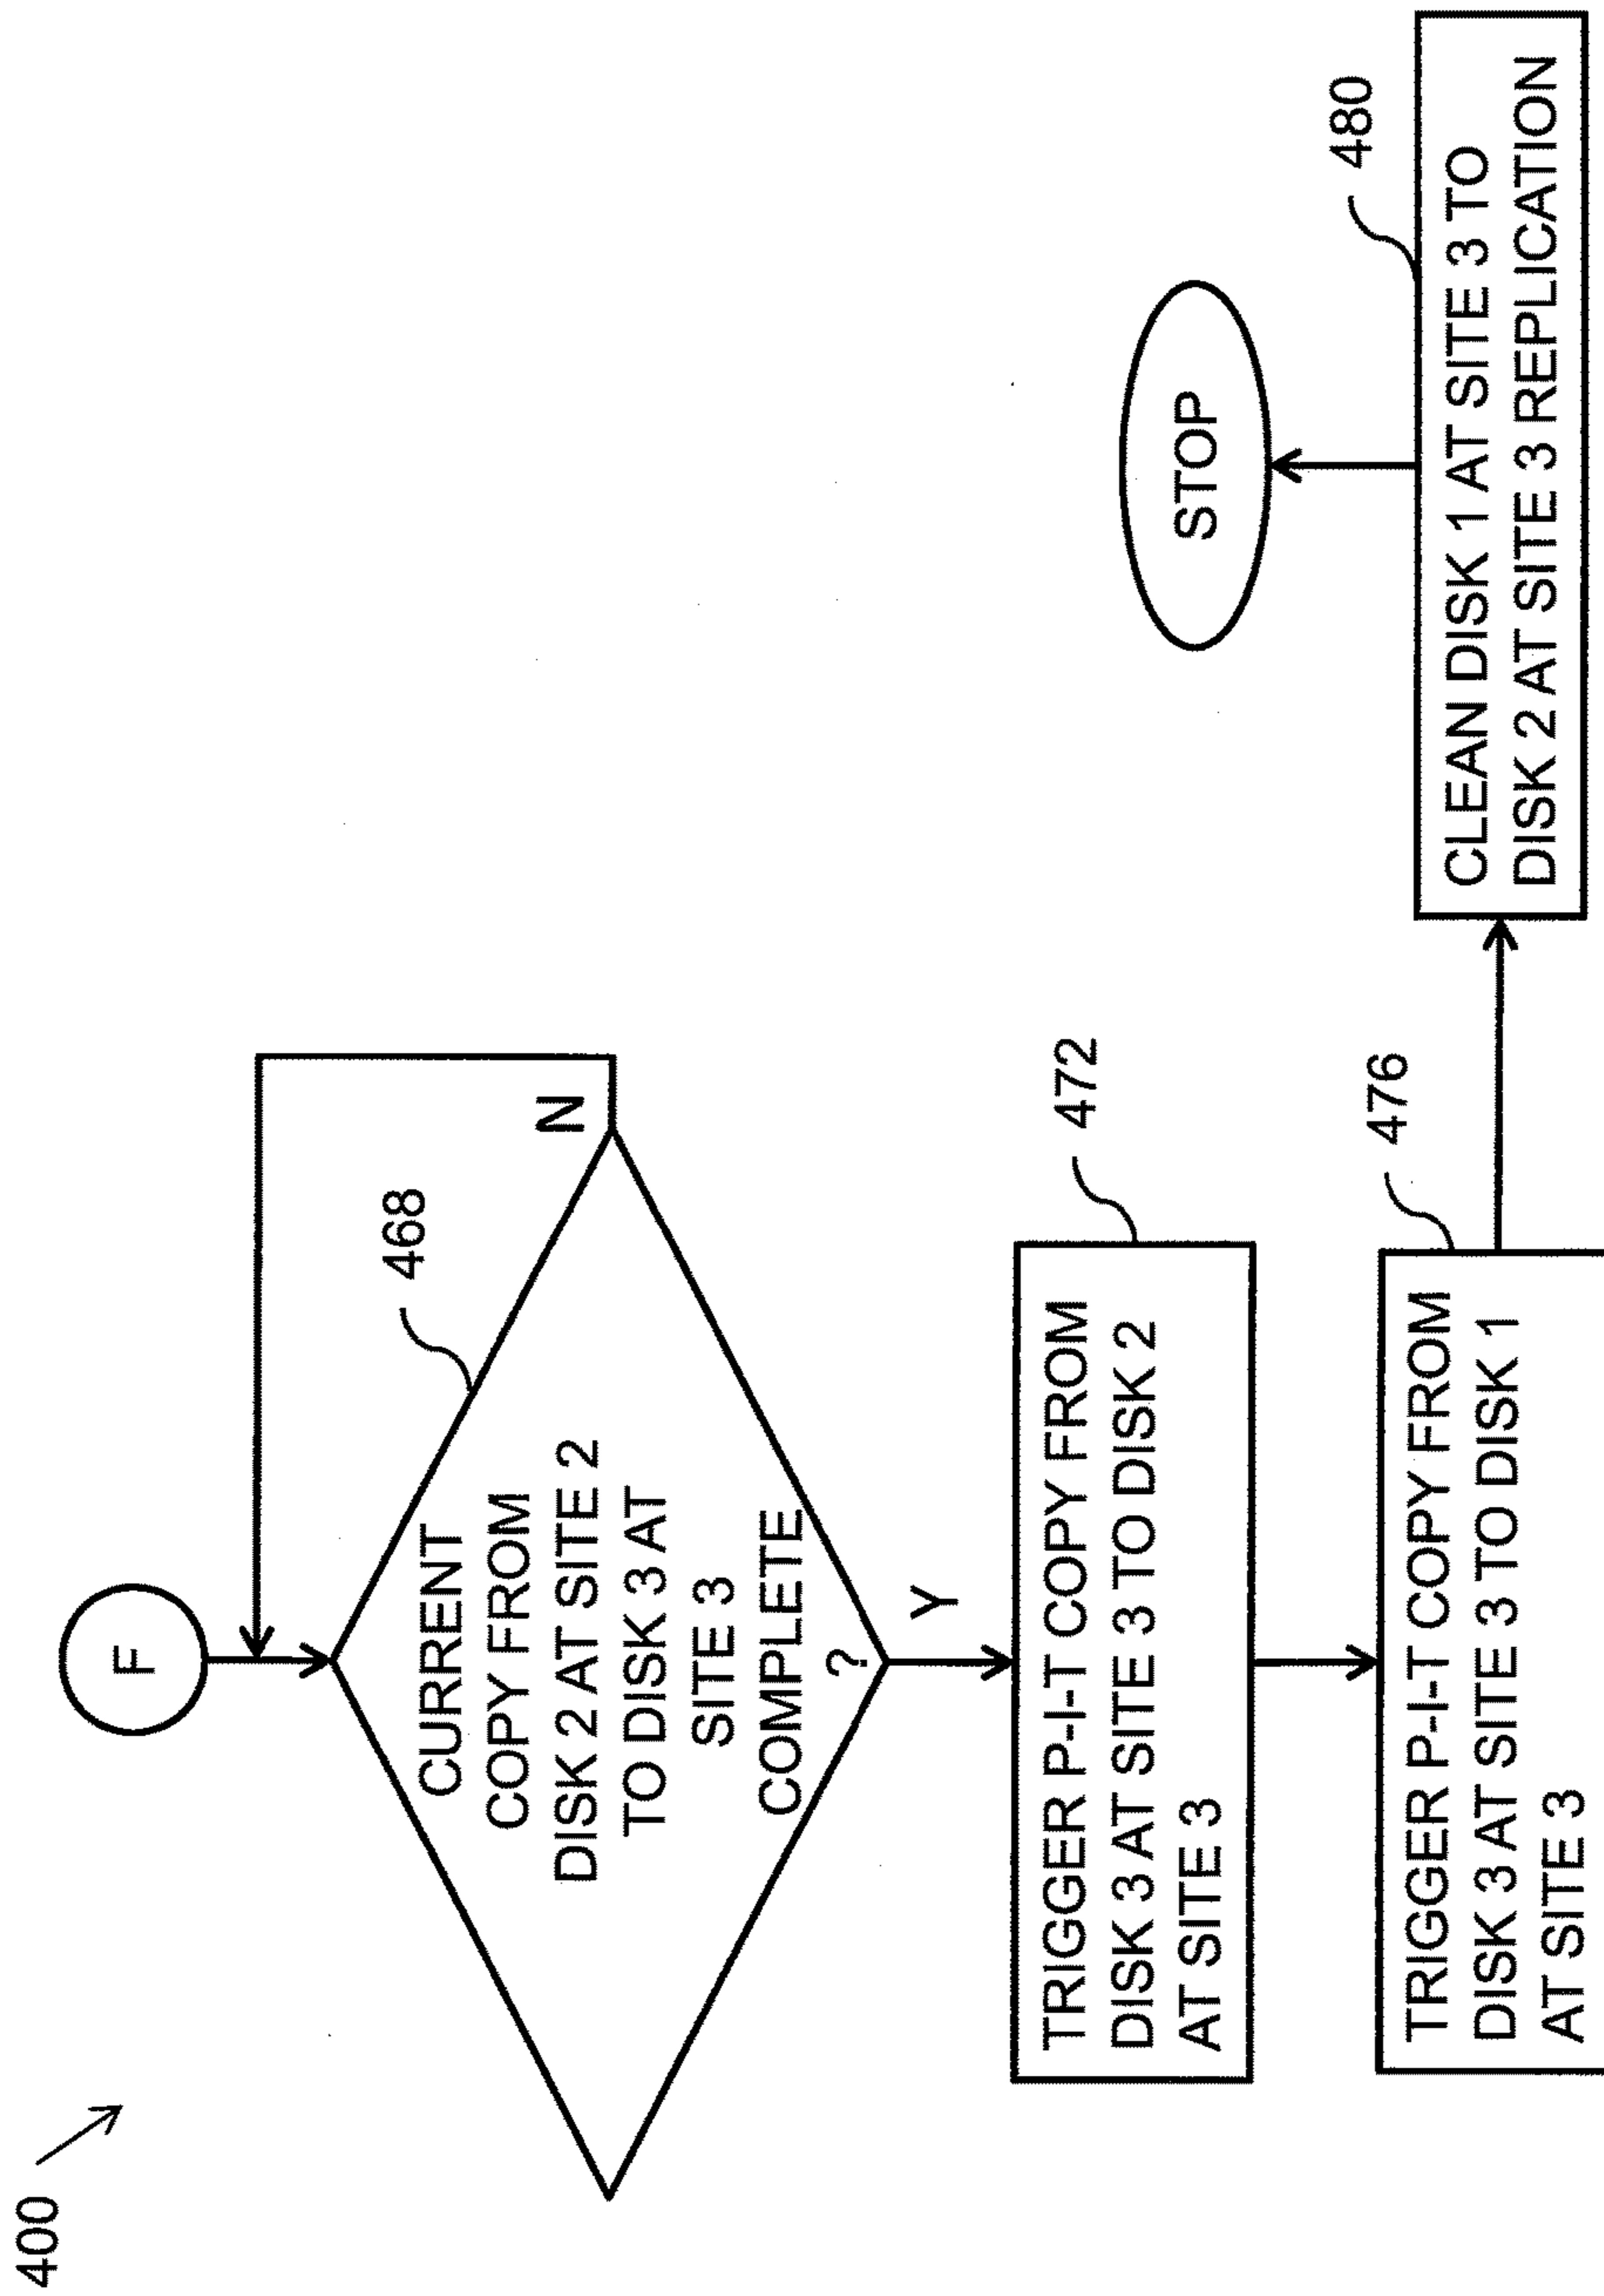 400
F
468
CURRENT
COPY FROM
DISK 2 AT SITE 2
TO DISK 3 AT
SITE 3
COMPLETE
?
N
Y
472
TRIGGER P-I-T COPY FROM
DISK 3 AT SITE 3 TO DISK 2
AT SITE 3
476
TRIGGER P-I-T COPY FROM
DISK 3 AT SITE 3 TO DISK 1
AT SITE 3
480
CLEAN DISK 1 AT SITE 3 TO
DISK 2 AT SITE 3 REPLICATION
STOP